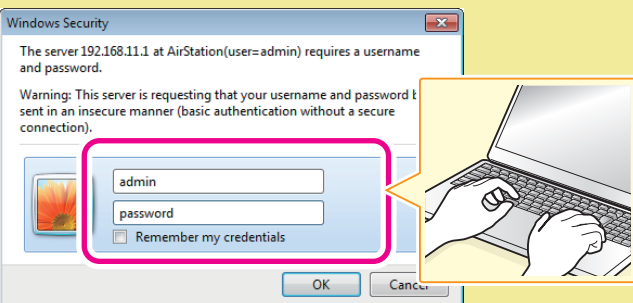 Windows Security
The server 192.168.11.1 at AirStation(user=admin) requires a username
and password.
Warning: This server is requesting that your username and password
sent in an insecure manner (basic authentication without a secure
connection).
admin
password
Remember my credentials
OK
Cancel